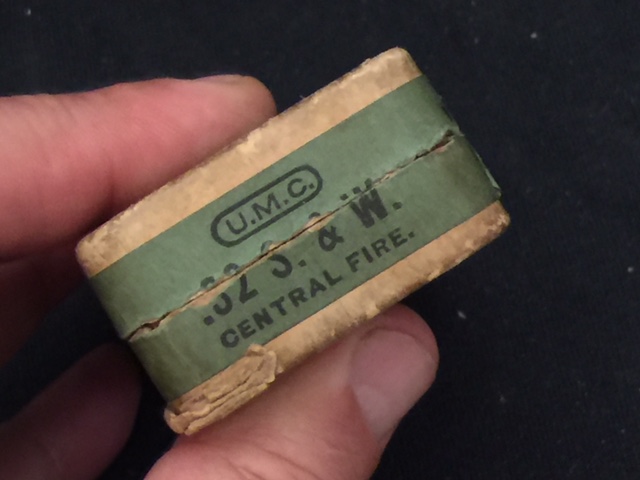 U.M.C.
.32 S. & W.
CENTRAL FIRE.